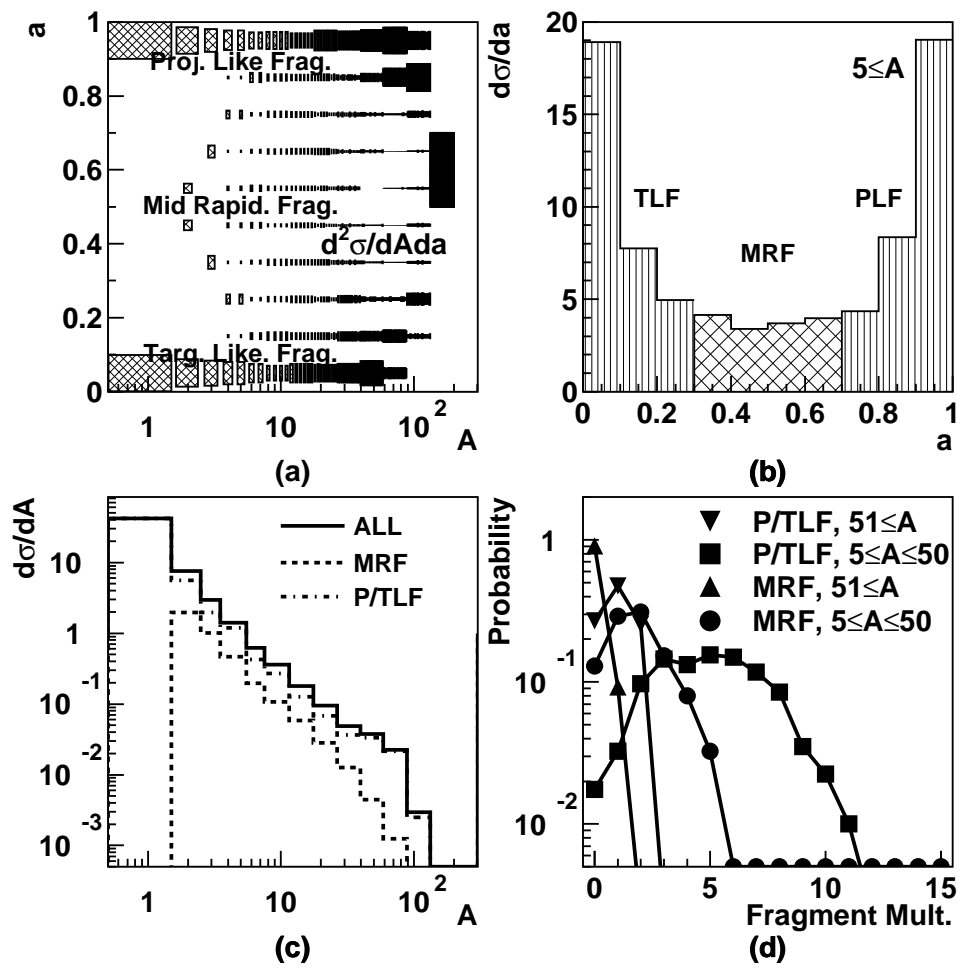 a
1
0.8
0.6
0.4
0.2
0
Proj. Like Frag.
Mid Rapid. Frag.
d²σ/dAda
Targ. Like. Frag.
1
10
10²
A
(a)
dσ/da
20
15
10
5
0
5≤A
TLF
PLF
MRF
0
0.2
0.4
0.6
0.8
1
a
(b)
dσ/dA
10
1
10⁻¹
10⁻²
10⁻³
ALL
MRF
P/TLF
1
10
10²
A
(c)
Probability
1
10⁻¹
10⁻²
P/TLF, 51≤A
P/TLF, 5≤A≤50
MRF, 51≤A
MRF, 5≤A≤50
0
5
10
15
Fragment Mult.
(d)